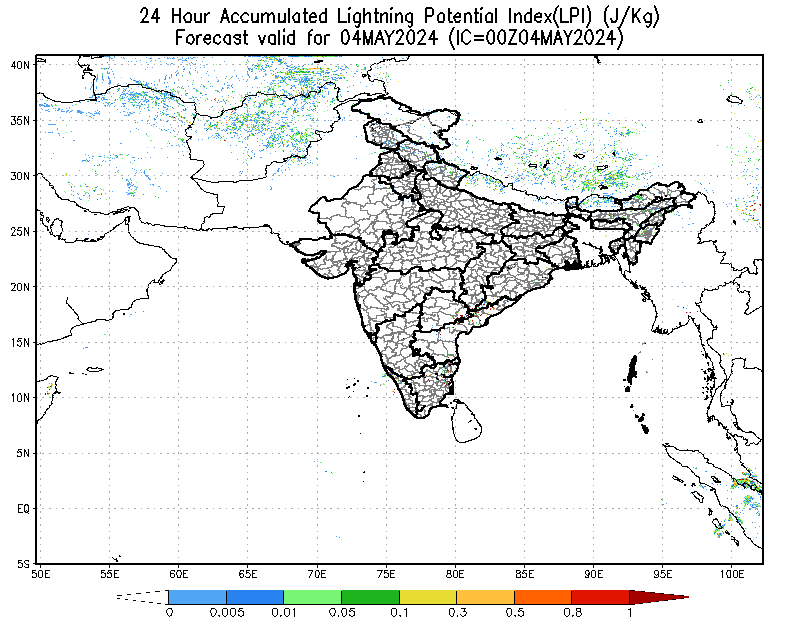 24 Hour Accumulated Lightning Potential Index(LPI) (J/Kg)
Forecast valid for 04MAY2024 (IC=00Z04MAY2024)
40N
35N
30N
25N
20N
15N
10N
5N
EQ
5S
50E 55E 60E 65E 70E 75E 80E 85E 90E 95E 100E
0 0.005 0.01 0.05 0.1 0.3 0.5 0.8 1